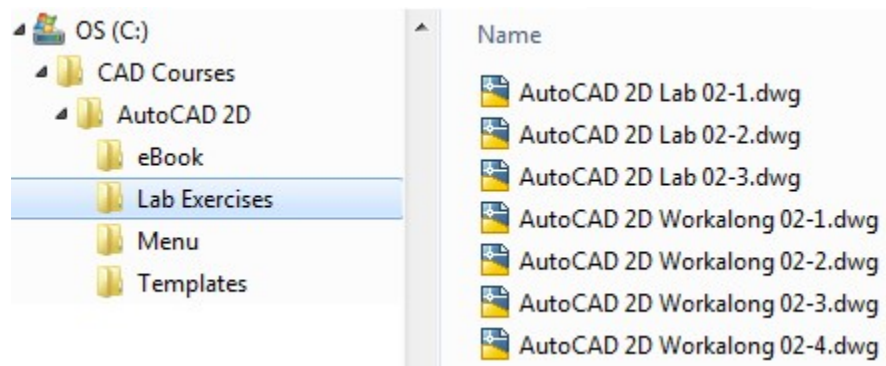 OS (C:)
CAD Courses
AutoCAD 2D
eBook
Lab Exercises
Menu
Templates
Name
AutoCAD 2D Lab 02-1.dwg
AutoCAD 2D Lab 02-2.dwg
AutoCAD 2D Lab 02-3.dwg
AutoCAD 2D Workalong 02-1.dwg
AutoCAD 2D Workalong 02-2.dwg
AutoCAD 2D Workalong 02-3.dwg
AutoCAD 2D Workalong 02-4.dwg